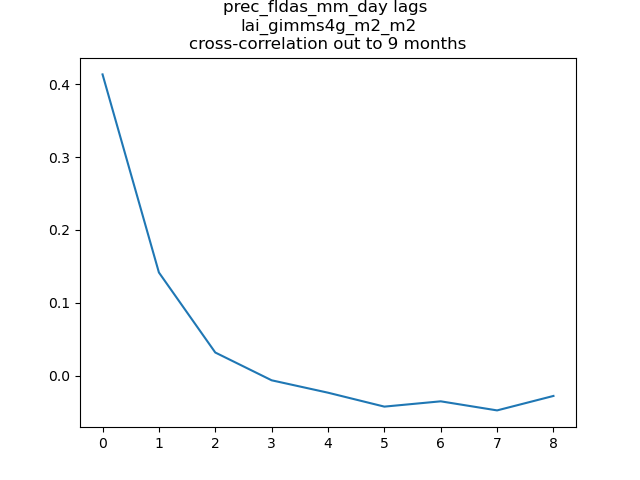 prec_fldas_mm_day lags
lai_gimms4g_m2_m2
cross-correlation out to 9 months
0.4
0.3
0.2
0.1
0.0
0 1 2 3 4 5 6 7 8